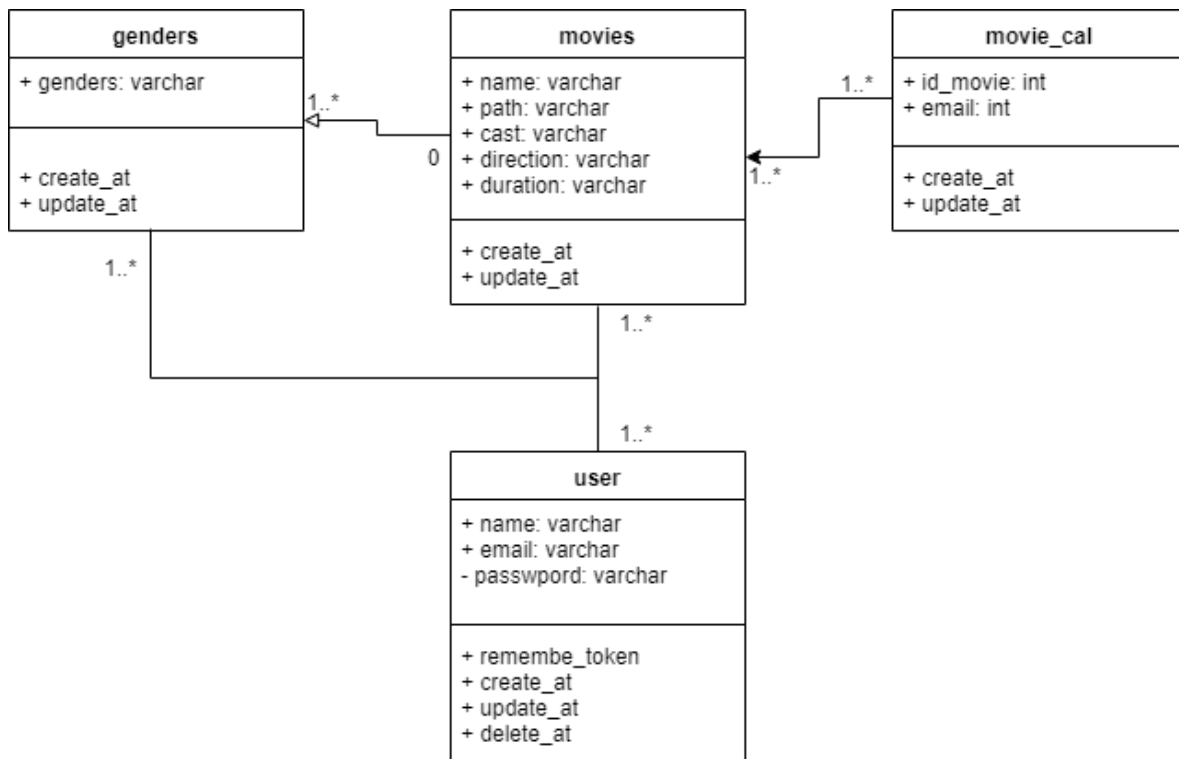 genders
+ genders: varchar
+ create_at
+ update_at
1..*
0
movies
+ name: varchar
+ path: varchar
+ cast: varchar
+ direction: varchar
+ duration: varchar
+ create_at
+ update_at
1..*
1..*
movie_cal
+ id_movie: int
+ email: int
+ create_at
+ update_at
1..*
1..*
1..*
user
+ name: varchar
+ email: varchar
- passwpord: varchar
+ remembe_token
+ create_at
+ update_at
+ delete_at